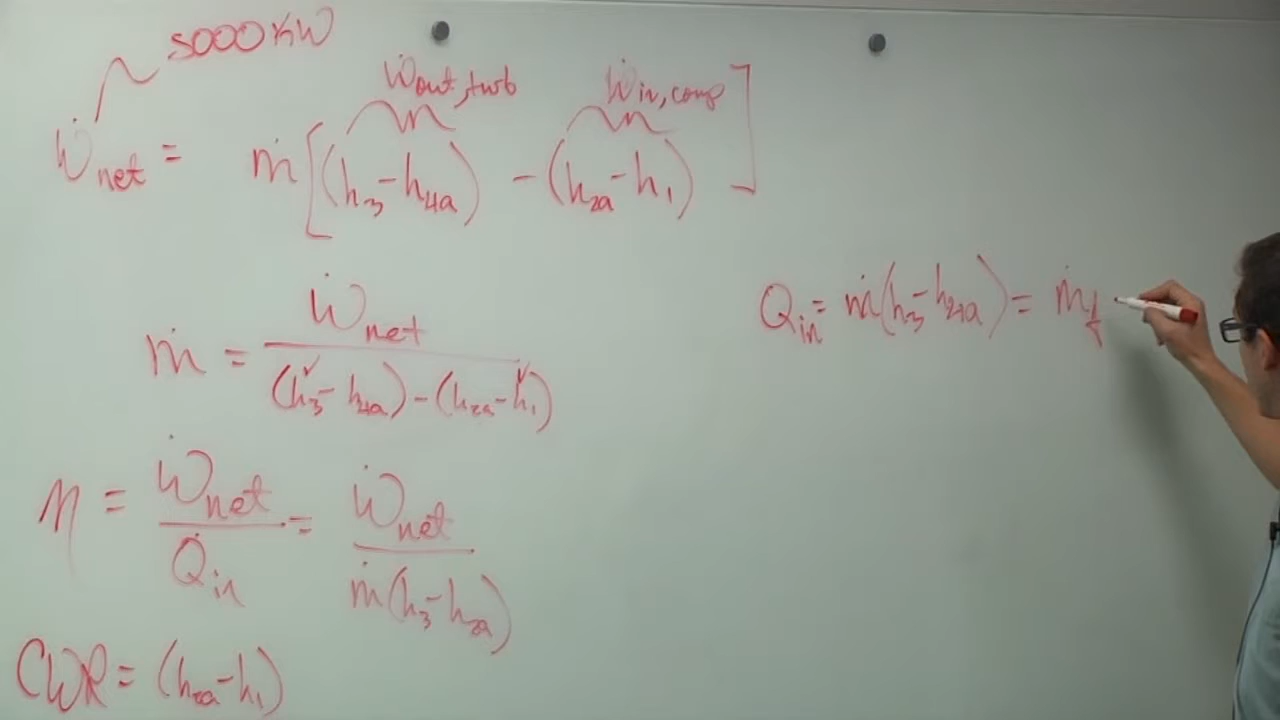 5000 kW
Ẇout,turb Ẇin,comp
Ẇnet = ṁ[(h₃-h₄ₐ) - (h₂ₐ-h₁)]
Qin = ṁ(h₃-h₂ₐ) = ṁf
ṁ = Ẇnet / (h₃-h₄ₐ)-(h₂ₐ-h₁)
η = Ẇnet / Q̇in = Ẇnet / ṁ(h₃-h₂ₐ)
CWR = (h₂ₐ-h₁)